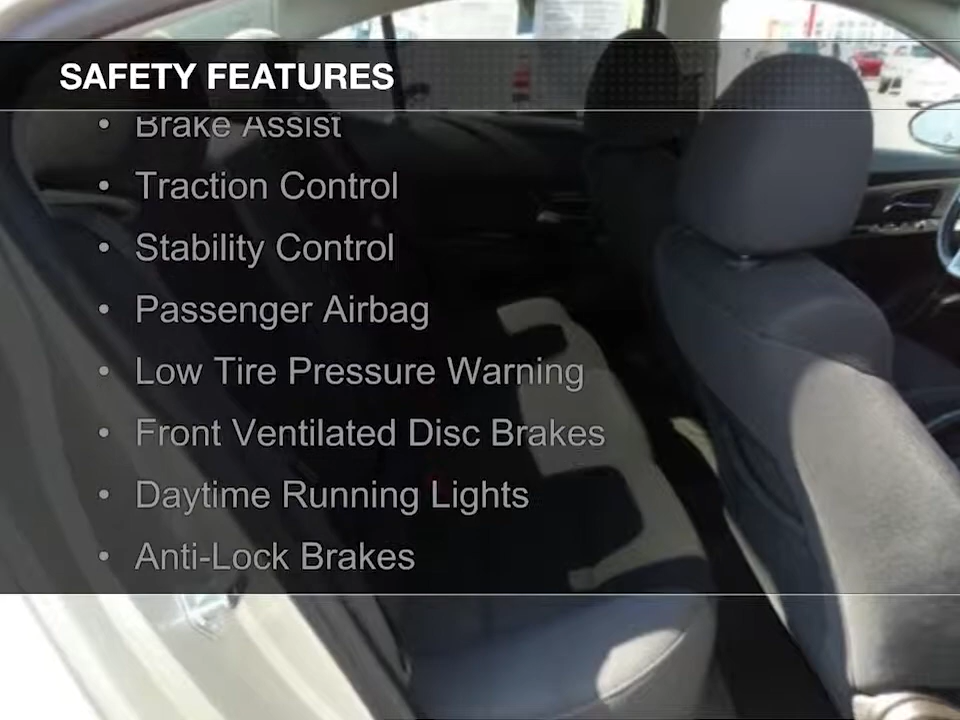 SAFETY FEATURES
• Brake Assist
• Traction Control
• Stability Control
• Passenger Airbag
• Low Tire Pressure Warning
• Front Ventilated Disc Brakes
• Daytime Running Lights
• Anti-Lock Brakes